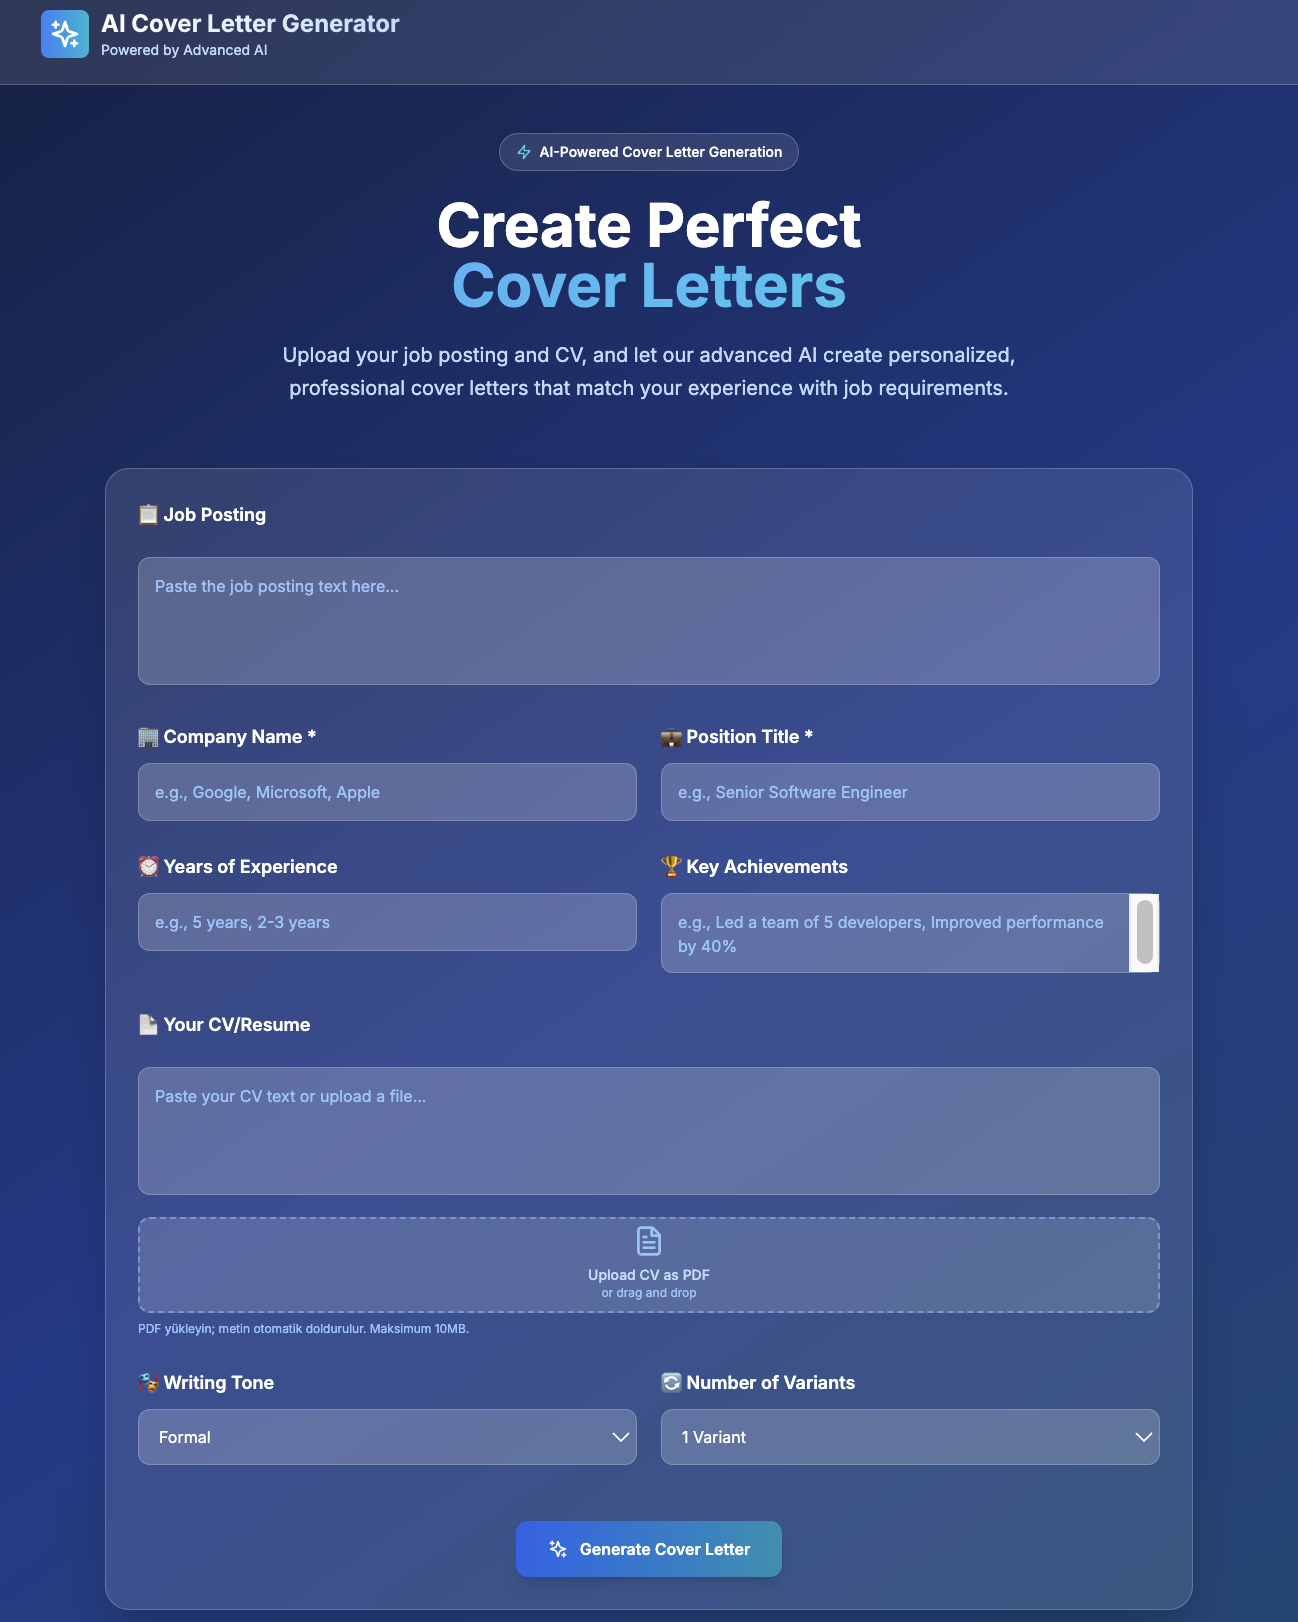 AI Cover Letter Generator
Powered by Advanced AI
AI-Powered Cover Letter Generation
Create Perfect
Cover Letters
Upload your job posting and CV, and let our advanced AI create personalized,
professional cover letters that match your experience with job requirements.
📋 Job Posting
Paste the job posting text here...
🏢 Company Name *
💼 Position Title *
e.g., Google, Microsoft, Apple
e.g., Senior Software Engineer
⏰ Years of Experience
🏆 Key Achievements
e.g., 5 years, 2-3 years
e.g., Led a team of 5 developers, Improved performance
by 40%
📄 Your CV/Resume
Paste your CV text or upload a file...
Upload CV as PDF
or drag and drop
PDF yükleyin; metin otomatik doldurulur. Maksimum 10MB.
🎭 Writing Tone
🔄 Number of Variants
Formal
1 Variant
Generate Cover Letter